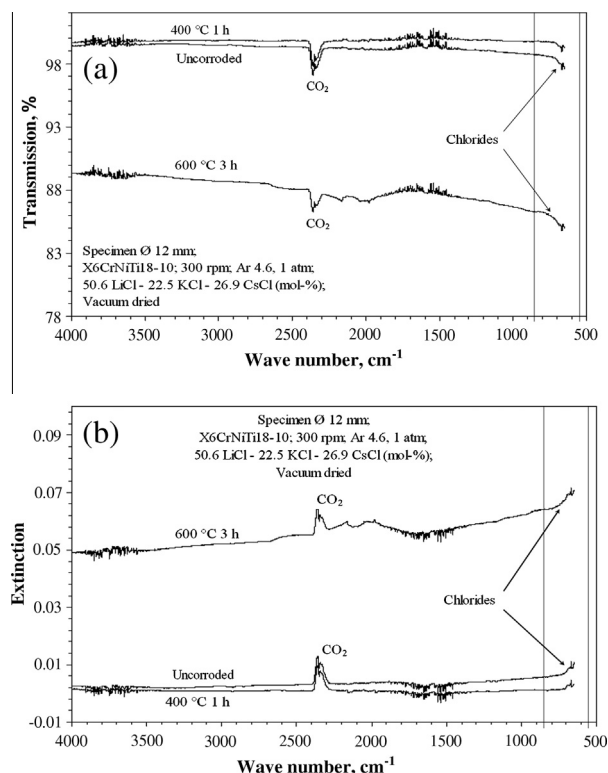 400 °C 1 h
98
(a)
Uncorroded
CO2
93
Chlorides
Transmission, %
600 °C 3 h
88
CO2
83
Specimen Ø 12 mm;
X6CrNiTi18-10; 300 rpm; Ar 4.6, 1 atm;
50.6 LiCl - 22.5 KCl - 26.9 CsCl (mol-%);
Vacuum dried
78
4000 3500 3000 2500 2000 1500 1000 500
Wave number, cm-1
(b)
Specimen Ø 12 mm;
X6CrNiTi18-10; 300 rpm; Ar 4.6, 1 atm;
50.6 LiCl - 22.5 KCl - 26.9 CsCl (mol-%);
Vacuum dried
0.09
0.07
CO2
600 °C 3 h
0.05
Extinction
0.03
Chlorides
0.01
CO2
Uncorroded
400 °C 1 h
-0.01
4000 3500 3000 2500 2000 1500 1000 500
Wave number, cm-1